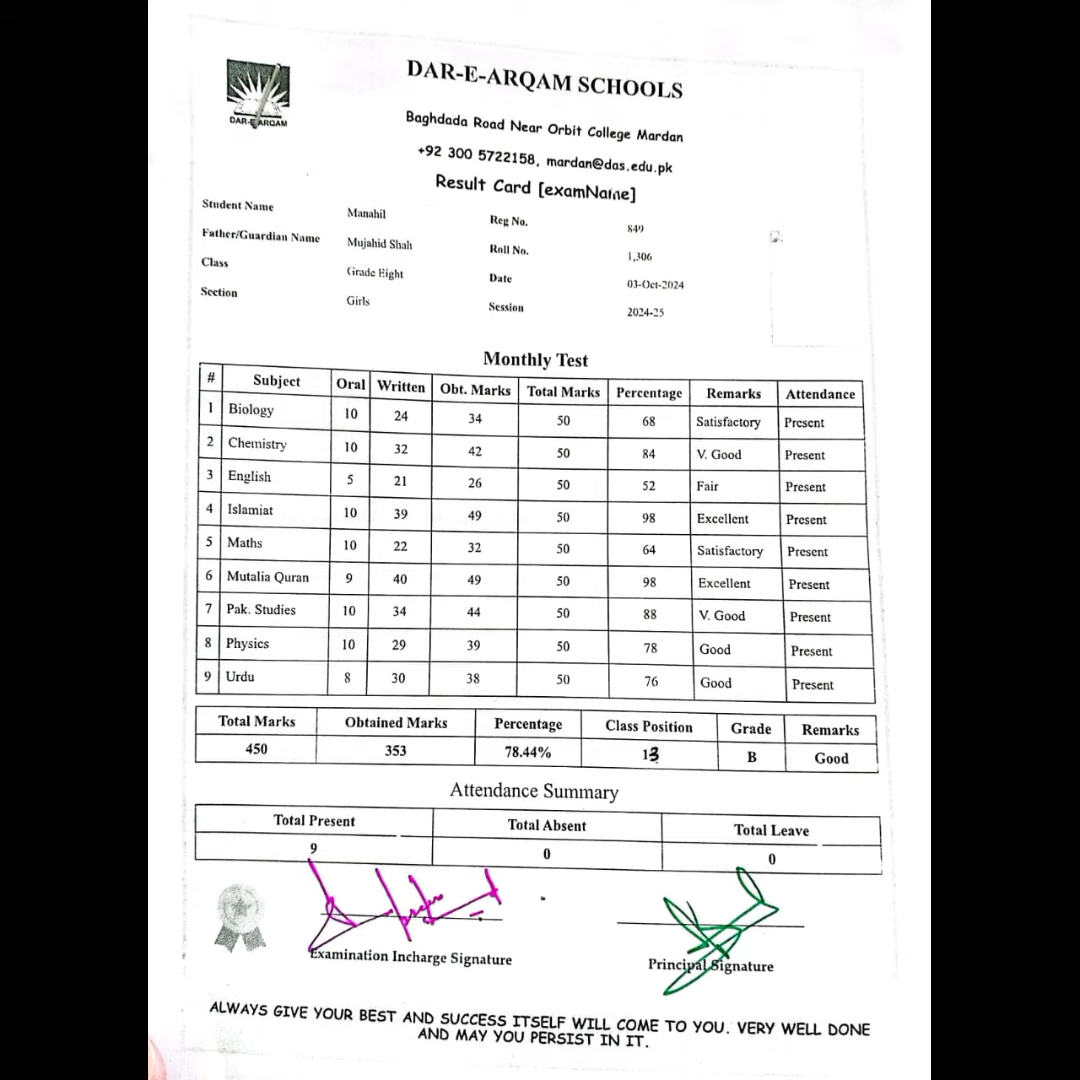 DAR-E-ARQAM SCHOOLS
DAR-E ARQAM
Baghdada Road Near Orbit College Mardan
+92 300 5722158, mardan@das.edu.pk
Result Card [examName]
Student Name Manahil Reg No. 849
Father/Guardian Name Mujahid Shah Roll No. 1,306
Class Grade Eight Date 03-Oct-2024
Section Girls Session 2024-25
Monthly Test
# Subject Oral Written Obt. Marks Total Marks Percentage Remarks Attendance
1 Biology 10 24 34 50 68 Satisfactory Present
2 Chemistry 10 32 42 50 84 V. Good Present
3 English 5 21 26 50 52 Fair Present
4 Islamiat 10 39 49 50 98 Excellent Present
5 Maths 10 22 32 50 64 Satisfactory Present
6 Mutalia Quran 9 40 49 50 98 Excellent Present
7 Pak. Studies 10 34 44 50 88 V. Good Present
8 Physics 10 29 39 50 78 Good Present
9 Urdu 8 30 38 50 76 Good Present
Total Marks Obtained Marks Percentage Class Position Grade Remarks
450 353 78.44% 13 B Good
Attendance Summary
Total Present Total Absent Total Leave
9 0 0
Examination Incharge Signature Principal Signature
ALWAYS GIVE YOUR BEST AND SUCCESS ITSELF WILL COME TO YOU. VERY WELL DONE
AND MAY YOU PERSIST IN IT.